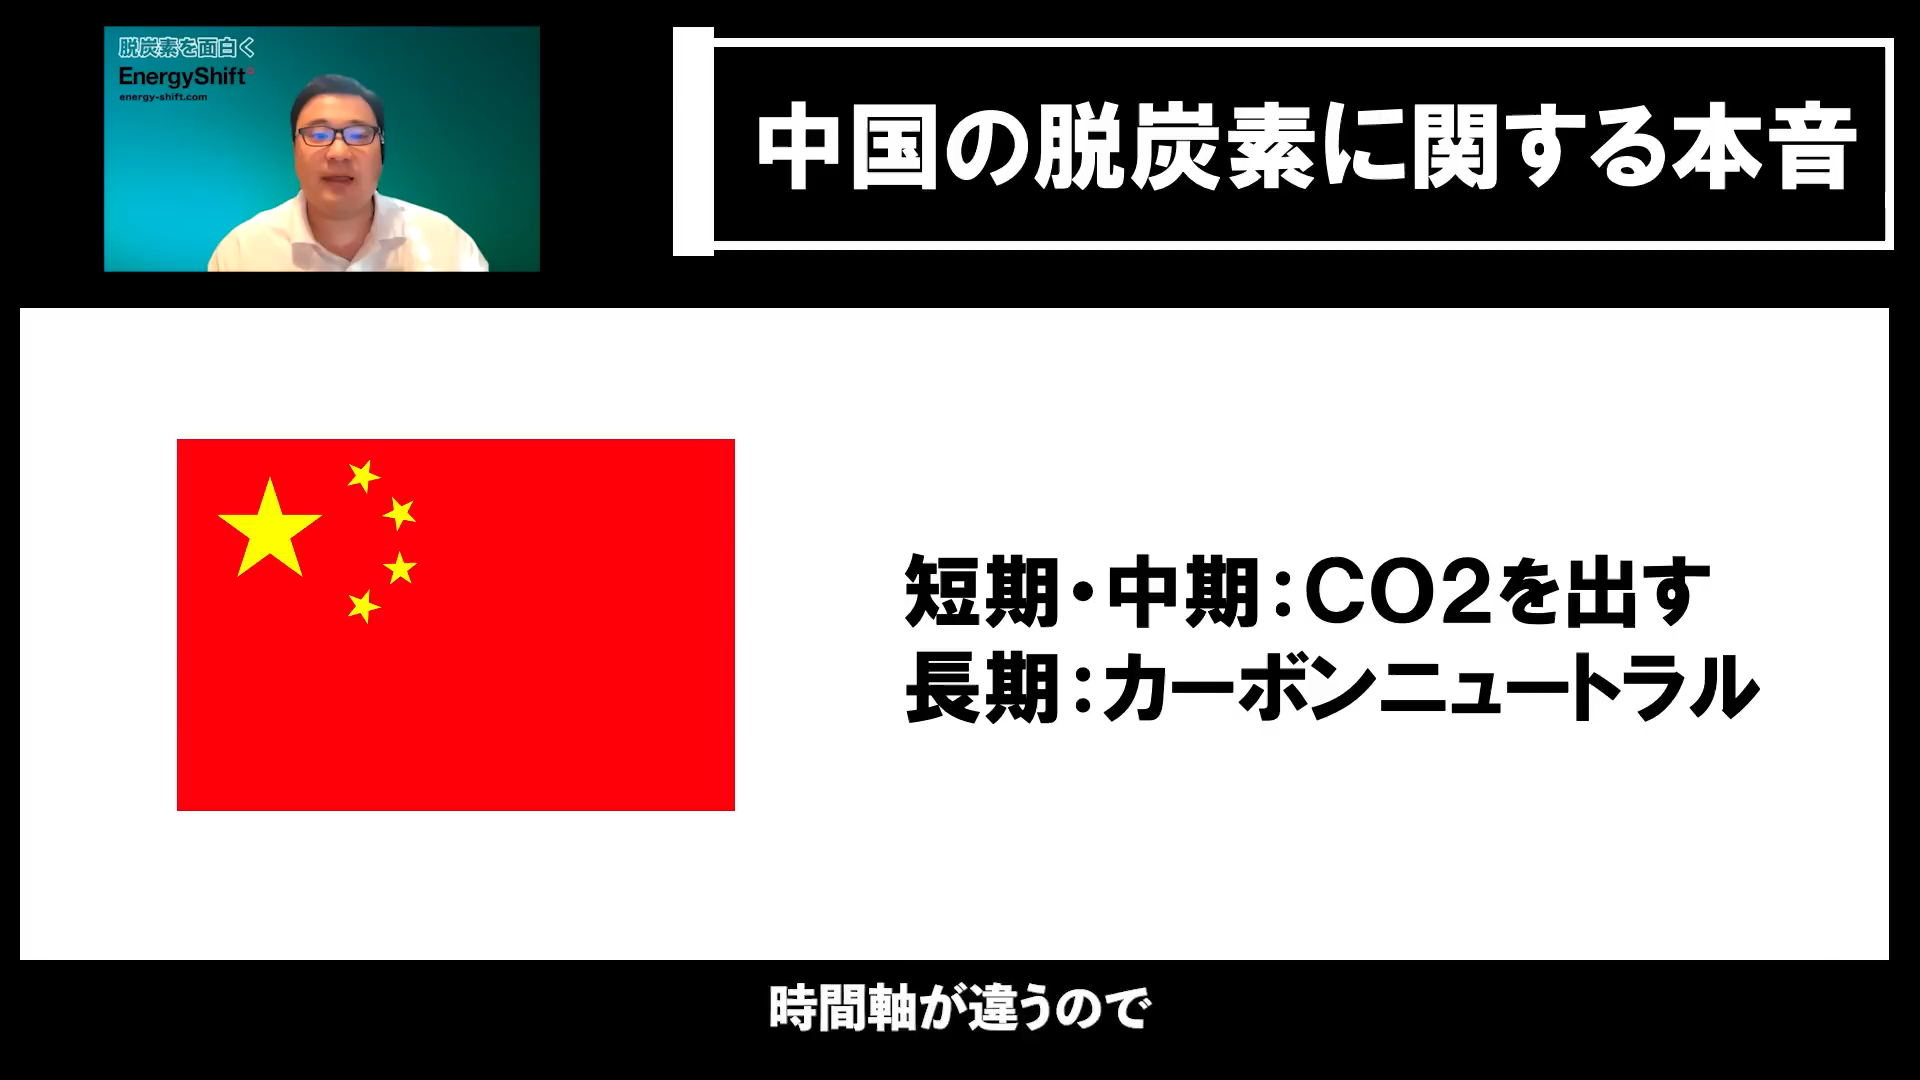 脱炭素を面白く
EnergyShift
energy-shift.com
中国の脱炭素に関する本音
短期・中期：CO2を出す
長期：カーボンニュートラル
時間軸が違うので